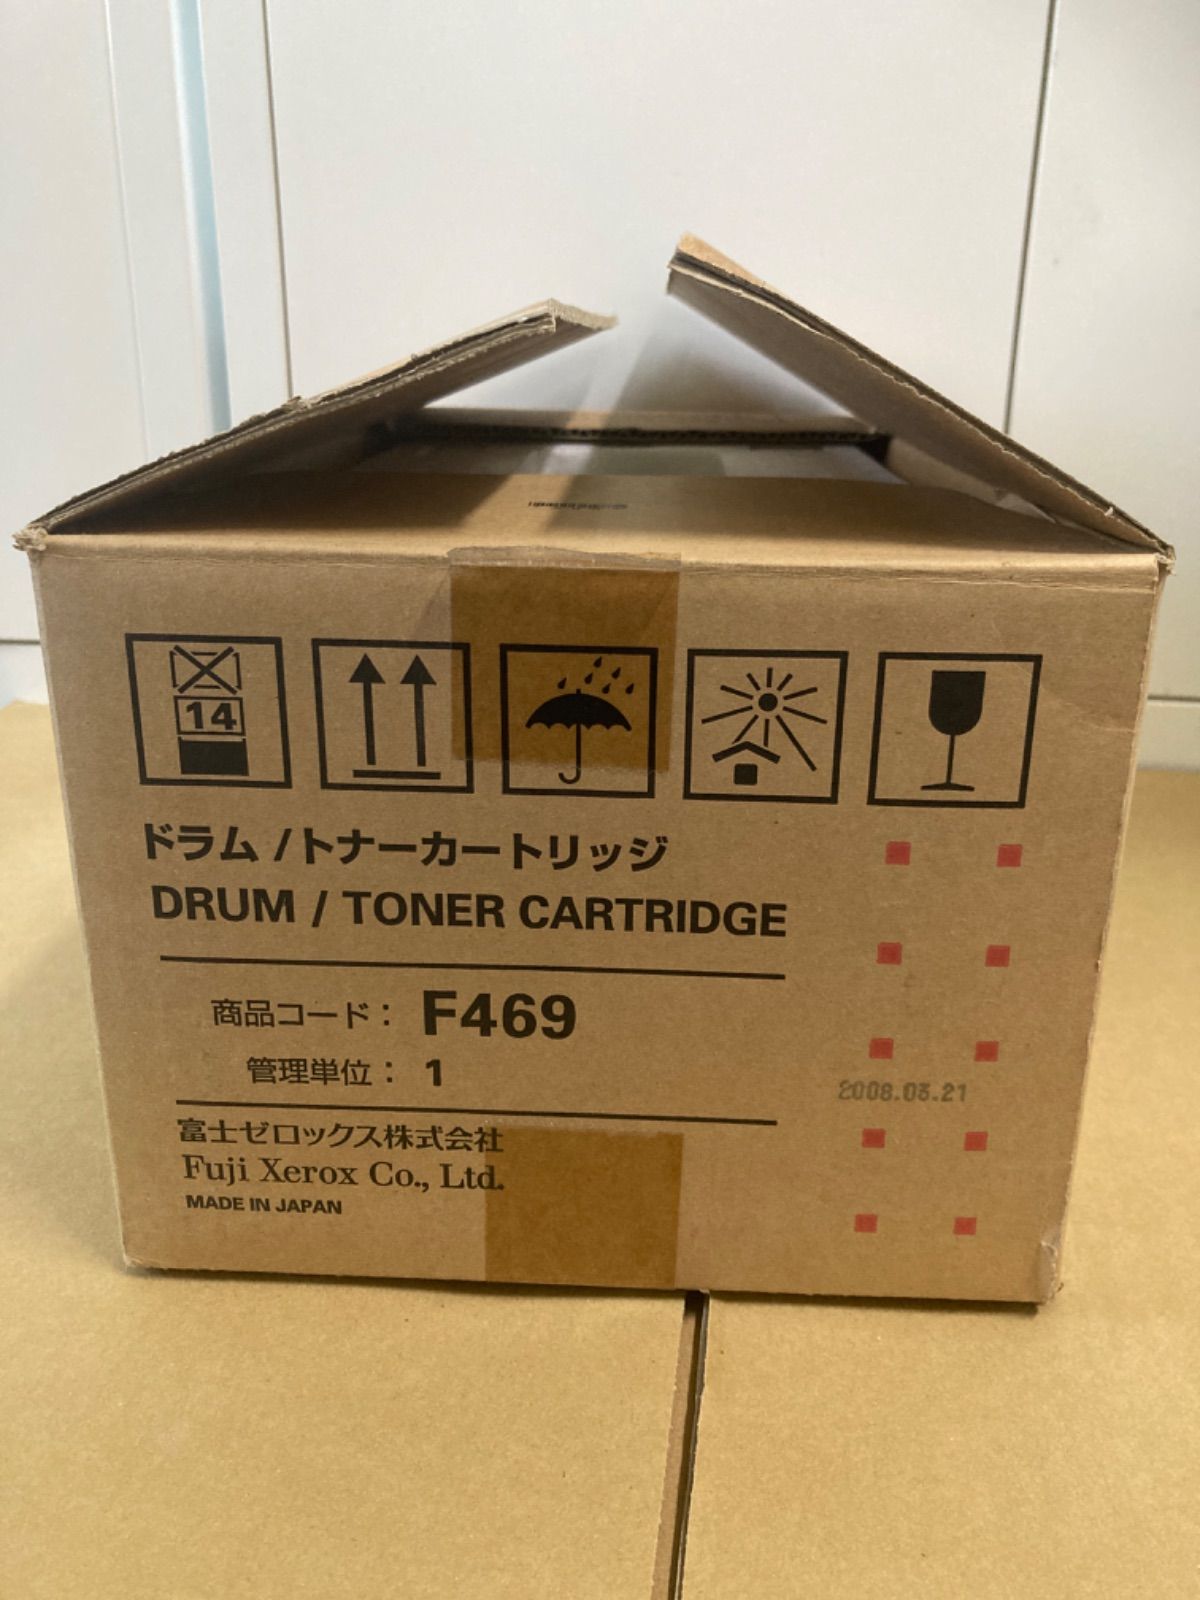 14
ドラム / トナーカートリッジ
DRUM / TONER CARTRIDGE
商品コード： F469
管理単位： 1
2008.03.21
富士ゼロックス株式会社
Fuji Xerox Co., Ltd.
MADE IN JAPAN